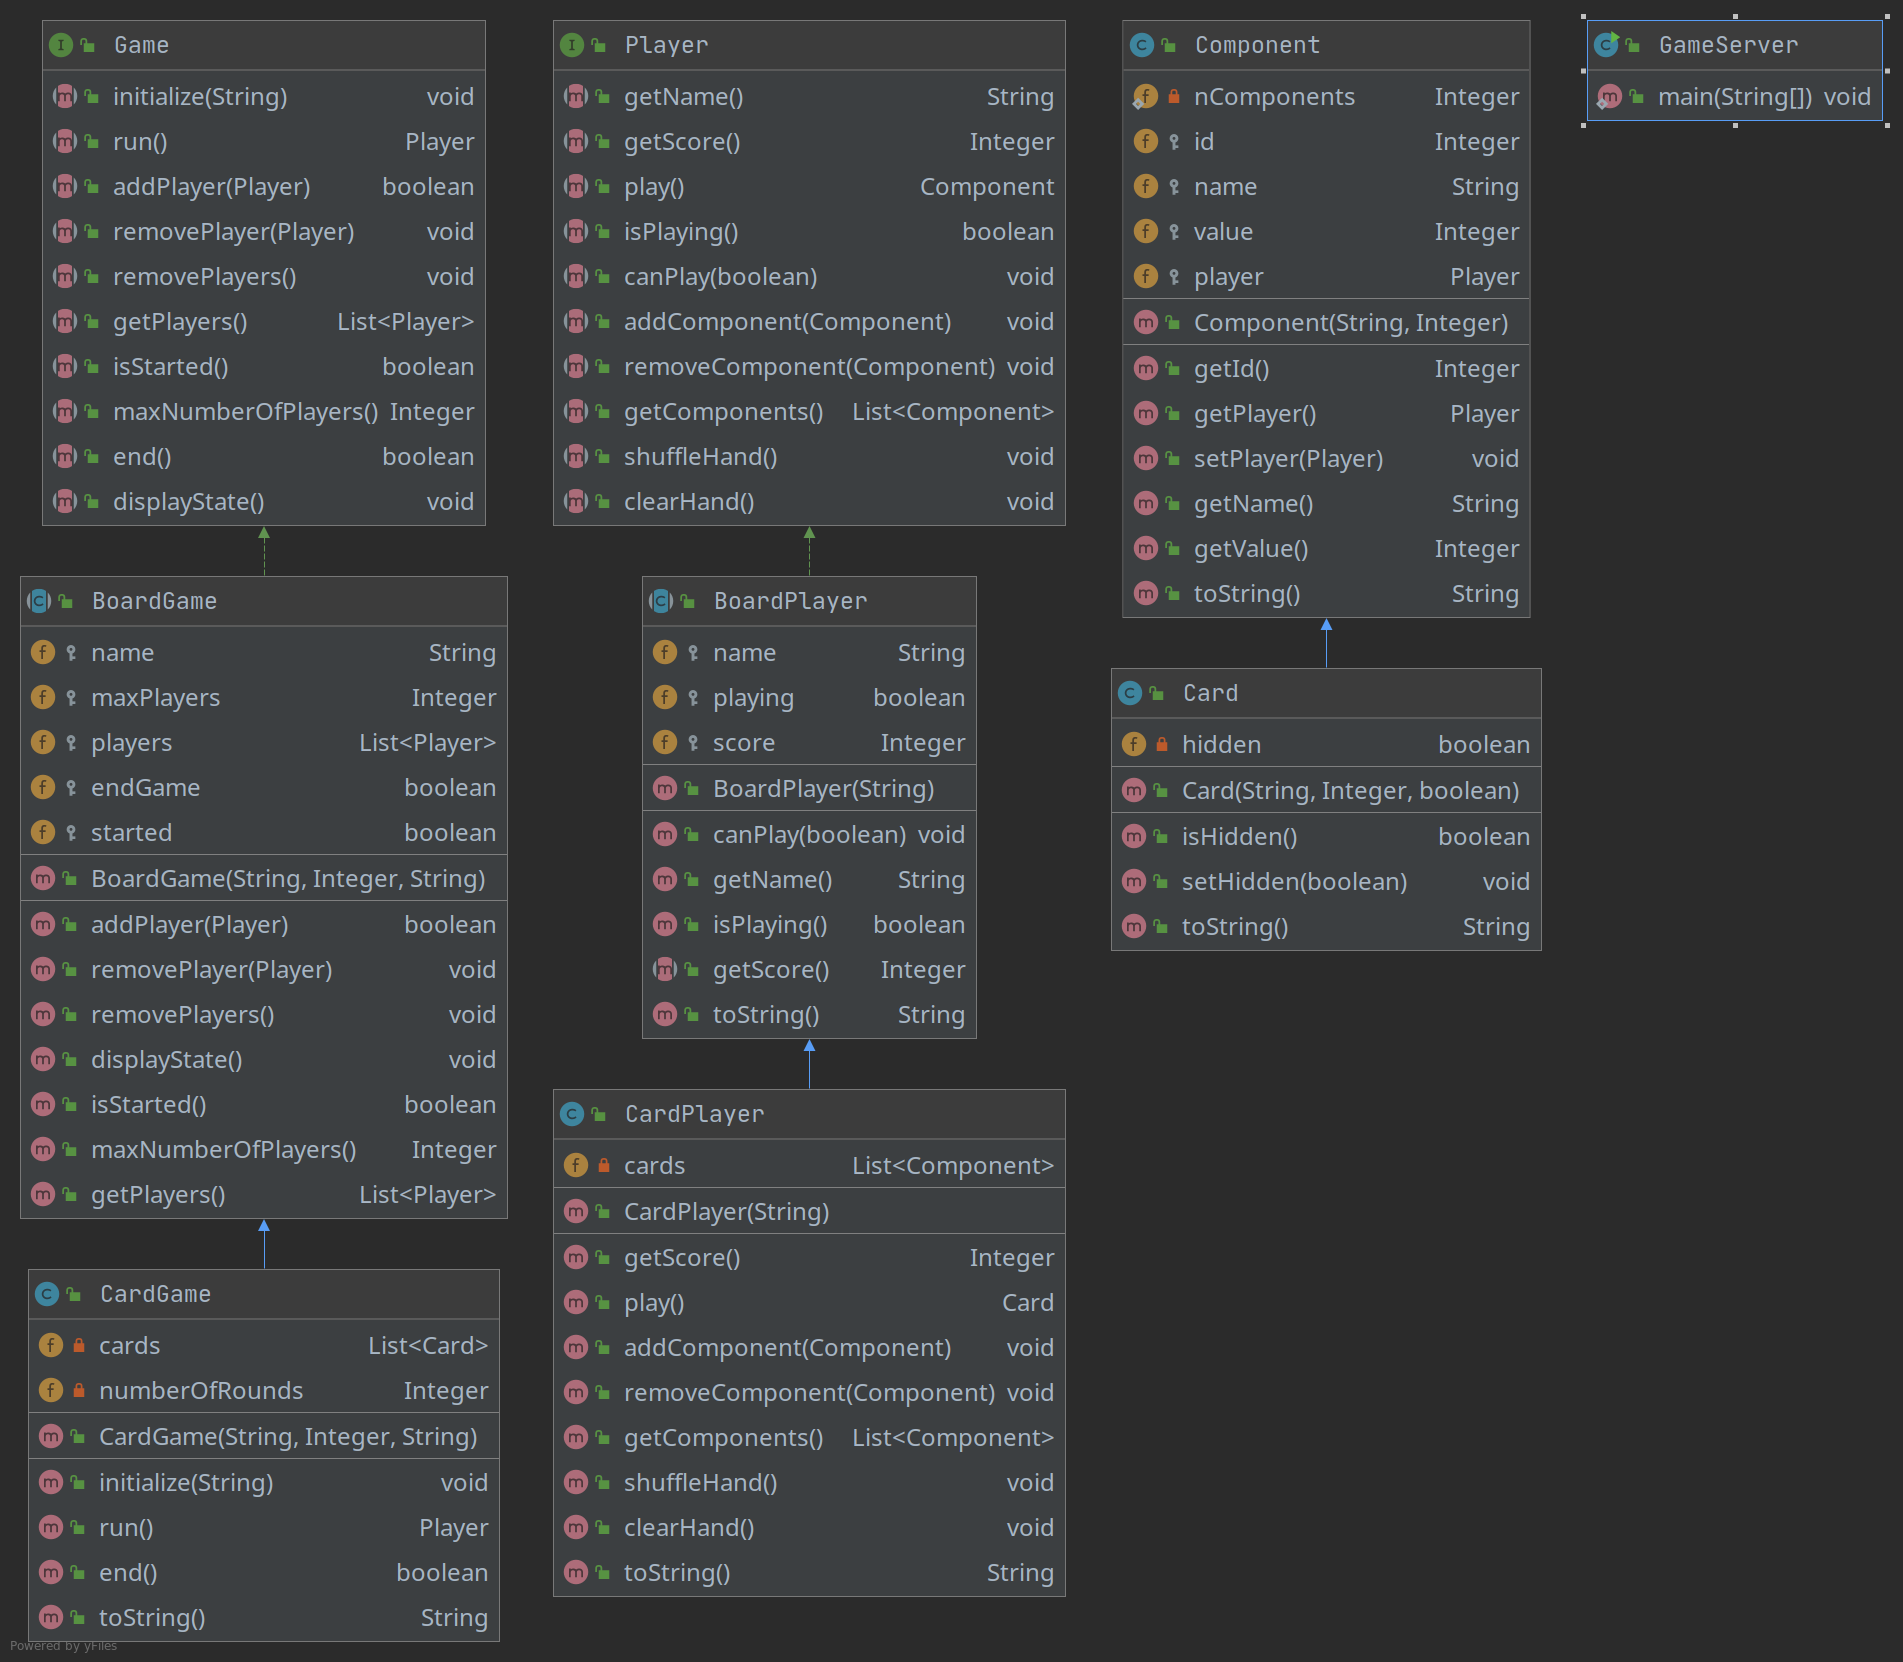 Game
initialize(String) void
run() Player
addPlayer(Player) boolean
removePlayer(Player) void
removePlayers() void
getPlayers() List<Player>
isStarted() boolean
maxNumberOfPlayers() Integer
end() boolean
displayState() void
BoardGame
name String
maxPlayers Integer
players List<Player>
endGame boolean
started boolean
BoardGame(String, Integer, String)
addPlayer(Player) boolean
removePlayer(Player) void
removePlayers() void
displayState() void
isStarted() boolean
maxNumberOfPlayers() Integer
getPlayers() List<Player>
CardGame
cards List<Card>
numberOfRounds Integer
CardGame(String, Integer, String)
initialize(String) void
run() Player
end() boolean
toString() String
Player
getName() String
getScore() Integer
play() Component
isPlaying() boolean
canPlay(boolean) void
addComponent(Component) void
removeComponent(Component) void
getComponents() List<Component>
shuffleHand() void
clearHand() void
BoardPlayer
name String
playing boolean
score Integer
BoardPlayer(String)
canPlay(boolean) void
getName() String
isPlaying() boolean
getScore() Integer
toString() String
CardPlayer
cards List<Component>
CardPlayer(String)
getScore() Integer
play() Card
addComponent(Component) void
removeComponent(Component) void
getComponents() List<Component>
shuffleHand() void
clearHand() void
toString() String
Component
nComponents Integer
id Integer
name String
value Integer
player Player
Component(String, Integer)
getId() Integer
getPlayer() Player
setPlayer(Player) void
getName() String
getValue() Integer
toString() String
Card
hidden boolean
Card(String, Integer, boolean)
isHidden() boolean
setHidden(boolean) void
toString() String
GameServer
main(String[]) void
Powered by yFiles